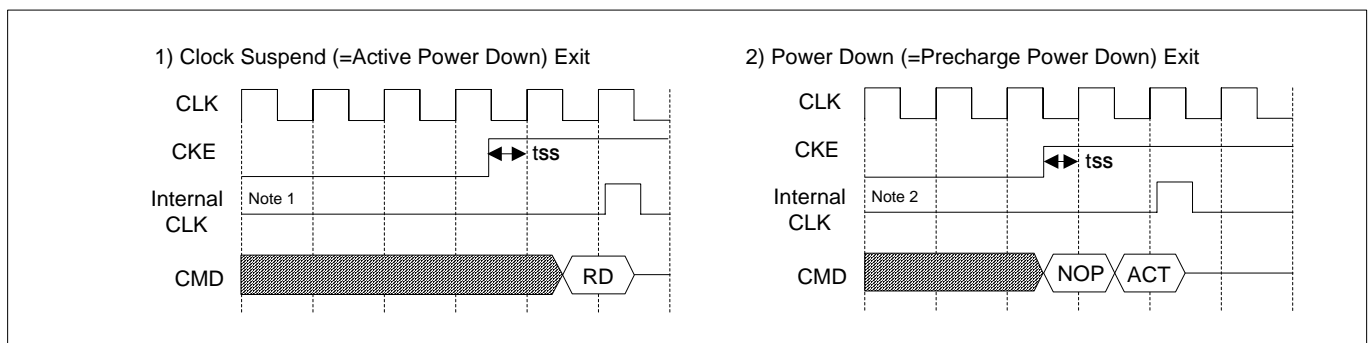 1) Clock Suspend (=Active Power Down) Exit
CLK
CKE
tss
Internal
CLK
Note 1
CMD
RD
2) Power Down (=Precharge Power Down) Exit
CLK
CKE
tss
Internal
CLK
Note 2
CMD
NOP
ACT